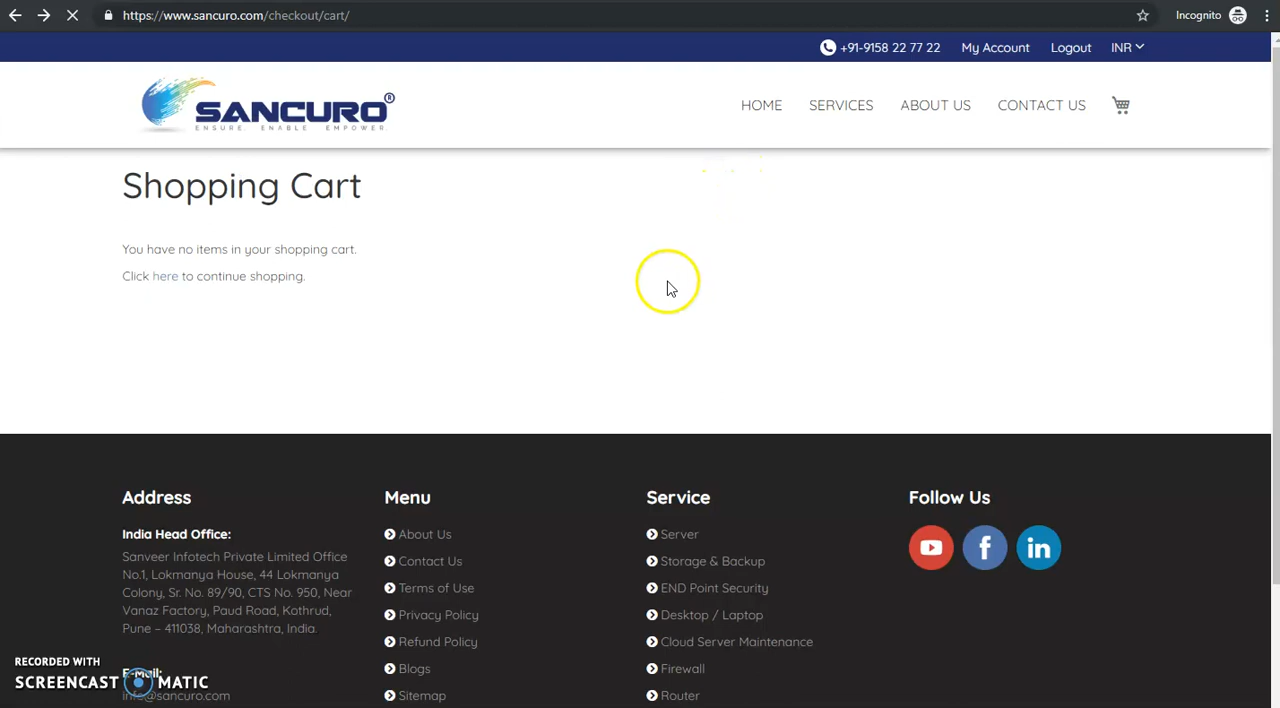 https://www.sancuro.com/checkout/cart/
Incognito
+91-9158 22 77 22 My Account Logout INR
SANCURO®
ENSURE. ENABLE. EMPOWER.
HOME SERVICES ABOUT US CONTACT US
Shopping Cart
You have no items in your shopping cart.
Click here to continue shopping.
Address
India Head Office:
Sanveer Infotech Private Limited Office
No.1, Lokmanya House, 44 Lokmanya
Colony, Sr. No. 89/90, CTS No. 950, Near
Vanaz Factory, Paud Road, Kothrud,
Pune – 411038, Maharashtra, India.
E-Mail:
info@sancuro.com
Menu
About Us
Contact Us
Terms of Use
Privacy Policy
Refund Policy
Blogs
Sitemap
Service
Server
Storage & Backup
END Point Security
Desktop / Laptop
Cloud Server Maintenance
Firewall
Router
Follow Us
in
RECORDED WITH
SCREENCAST MATIC